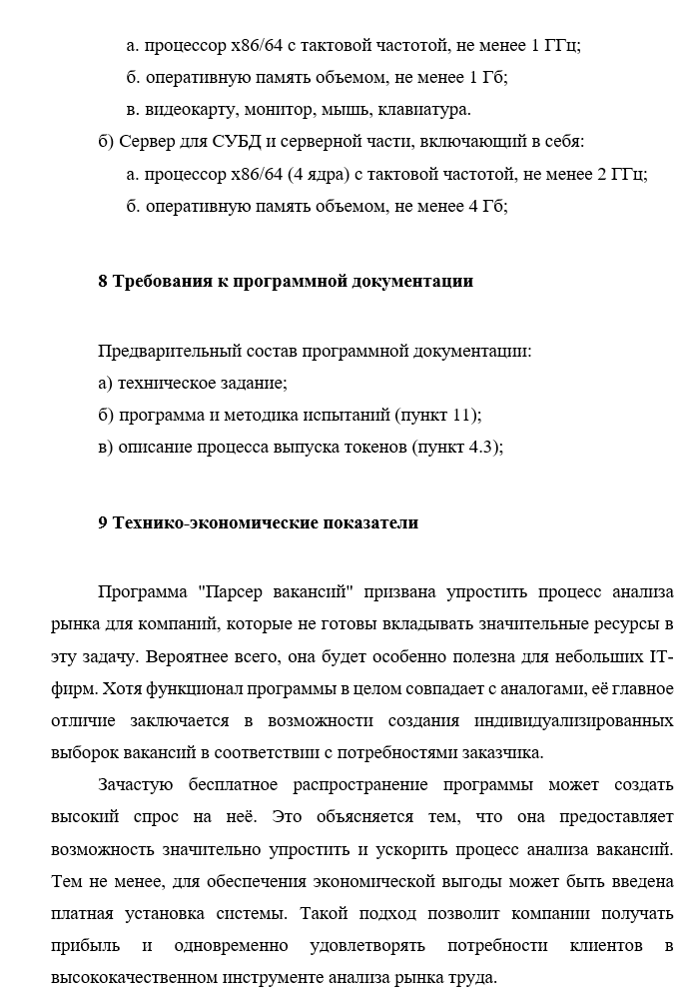 а. процессор x86/64 с тактовой частотой, не менее 1 ГГц;
б. оперативную память объемом, не менее 1 Гб;
в. видеокарту, монитор, мышь, клавиатура.
б) Сервер для СУБД и серверной части, включающий в себя:
а. процессор x86/64 (4 ядра) с тактовой частотой, не менее 2 ГГц;
б. оперативную память объемом, не менее 4 Гб;
8 Требования к программной документации
Предварительный состав программной документации:
а) техническое задание;
б) программа и методика испытаний (пункт 11);
в) описание процесса выпуска токенов (пункт 4.3);
9 Технико-экономические показатели
Программа "Парсер вакансий" призвана упростить процесс анализа
рынка для компаний, которые не готовы вкладывать значительные ресурсы в
эту задачу. Вероятнее всего, она будет особенно полезна для небольших IT-
фирм. Хотя функционал программы в целом совпадает с аналогами, её главное
отличие заключается в возможности создания индивидуализированных
выборок вакансий в соответствии с потребностями заказчика.
Зачастую бесплатное распространение программы может создать
высокий спрос на неё. Это объясняется тем, что она предоставляет
возможность значительно упростить и ускорить процесс анализа вакансий.
Тем не менее, для обеспечения экономической выгоды может быть введена
платная установка системы. Такой подход позволит компании получать
прибыль и одновременно удовлетворять потребности клиентов в
высококачественном инструменте анализа рынка труда.